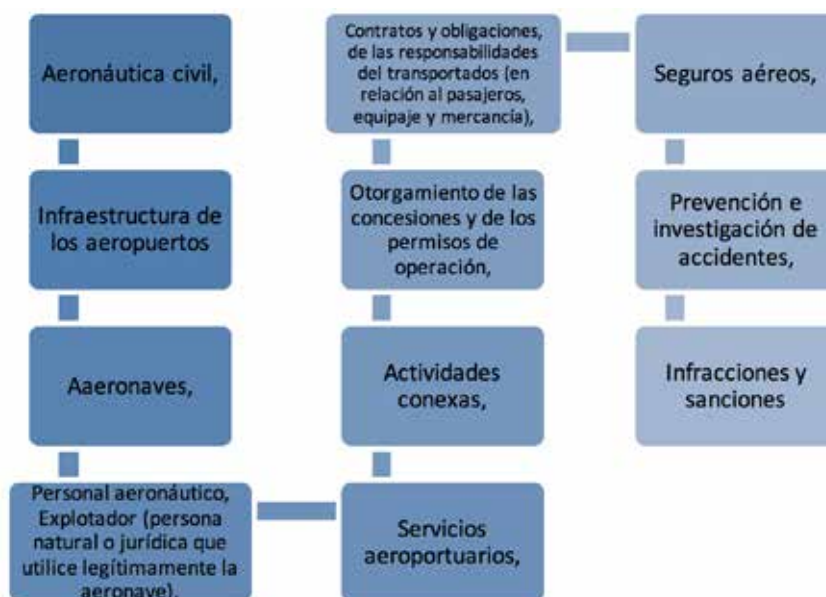 Aeronáutica civil,
Infraestructura de
los aeropuertos
Aaeronaves,
Personal aeronáutico,
Explotador (persona
natural o jurídica que
utilice legítimamente la
aeronave),
Servicios
aeroportuarios,
Actividades
conexas,
Otorgamiento de las
concesiones y de los
permisos de
operación,
Contratos y obligaciones,
de las responsabilidades
del transportados (en
relación al pasajeros,
equipaje y mercancía),
Seguros aéreos,
Prevención e
investigación de
accidentes,
Infracciones y
sanciones